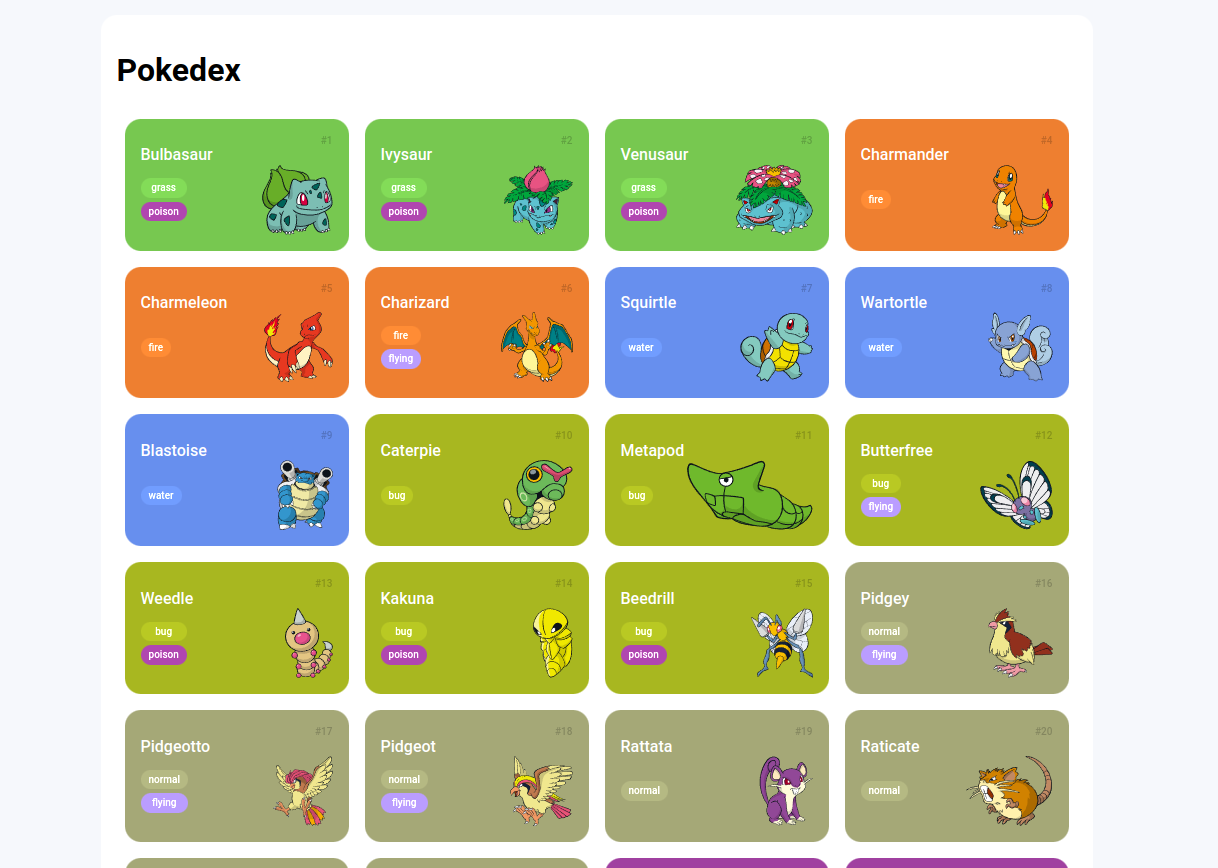 Pokedex
#1
Bulbasaur
grass
poison
#2
Ivysaur
grass
poison
#3
Venusaur
grass
poison
#4
Charmander
fire
#5
Charmeleon
fire
#6
Charizard
fire
flying
#7
Squirtle
water
#8
Wartortle
water
#9
Blastoise
water
#10
Caterpie
bug
#11
Metapod
bug
#12
Butterfree
bug
flying
#13
Weedle
bug
poison
#14
Kakuna
bug
poison
#15
Beedrill
bug
poison
#16
Pidgey
normal
flying
#17
Pidgeotto
normal
flying
#18
Pidgeot
normal
flying
#19
Rattata
normal
#20
Raticate
normal